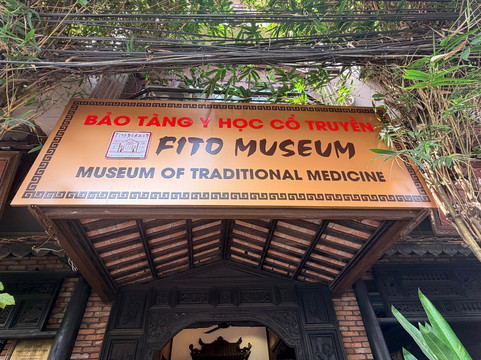 BẢO TÀNG Y HỌC CỔ TRUYỀN
FITO MUSEUM
MUSEUM OF TRADITIONAL MEDICINE